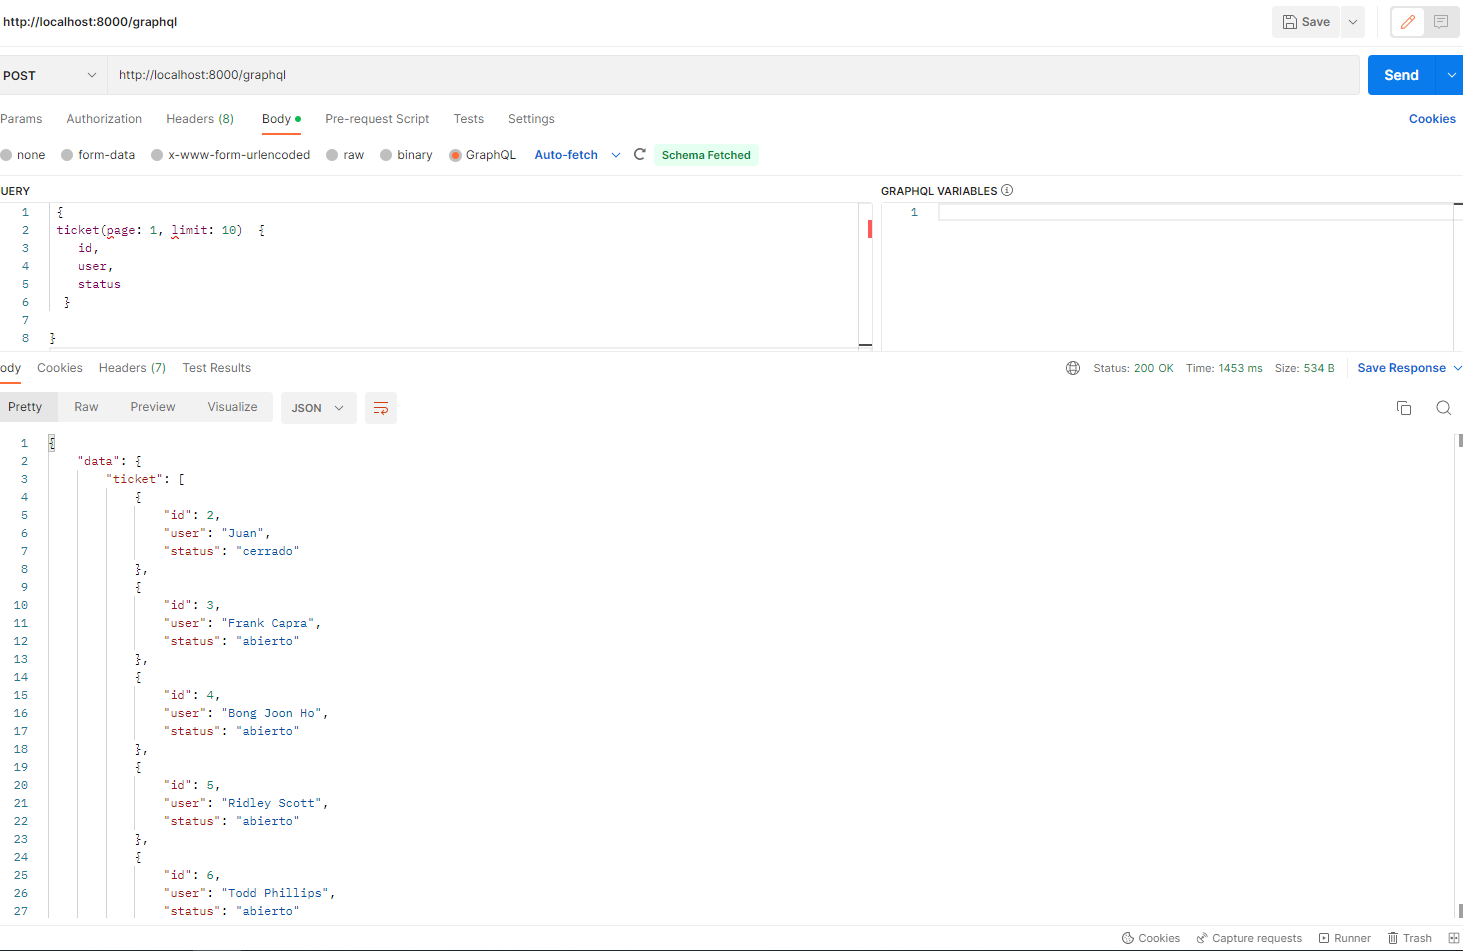 http://localhost:8000/graphql
Save
POST
http://localhost:8000/graphql
Send
Params Authorization Headers (8) Body Pre-request Script Tests Settings Cookies
none form-data x-www-form-urlencoded raw binary GraphQL Auto-fetch Schema Fetched
UERY
GRAPHQL VARIABLES
1 {
2 ticket(page: 1, limit: 10) {
3 id,
4 user,
5 status
6 }
7
8 }
1
ody Cookies Headers (7) Test Results Status: 200 OK Time: 1453 ms Size: 534 B Save Response
Pretty Raw Preview Visualize JSON
1 {
2 "data": {
3 "ticket": [
4 {
5 "id": 2,
6 "user": "Juan",
7 "status": "cerrado"
8 },
9 {
10 "id": 3,
11 "user": "Frank Capra",
12 "status": "abierto"
13 },
14 {
15 "id": 4,
16 "user": "Bong Joon Ho",
17 "status": "abierto"
18 },
19 {
20 "id": 5,
21 "user": "Ridley Scott",
22 "status": "abierto"
23 },
24 {
25 "id": 6,
26 "user": "Todd Phillips",
27 "status": "abierto"
Cookies Capture requests Runner Trash